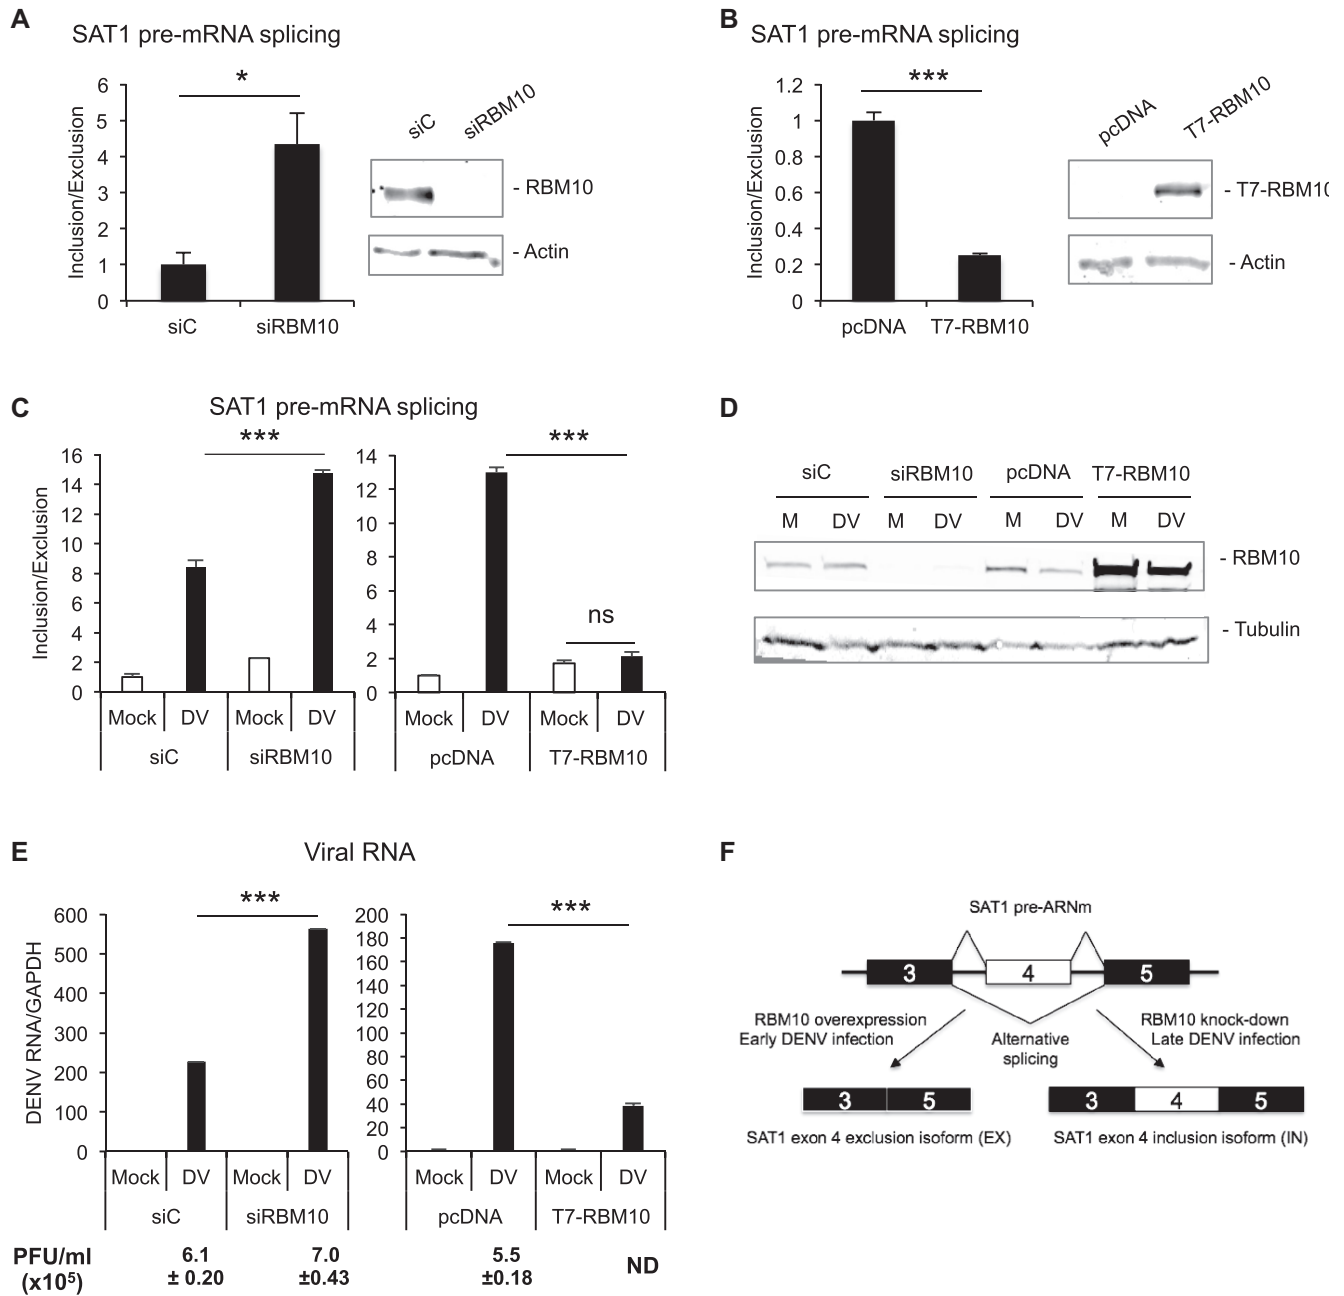 A
SAT1 pre-mRNA splicing
*
Inclusion/Exclusion
6
5
4
3
2
1
0
siC
siRBM10
siC
siRBM10
- RBM10
- Actin
B
SAT1 pre-mRNA splicing
***
Inclusion/Exclusion
1.2
1
0.8
0.6
0.4
0.2
0
pcDNA
T7-RBM10
pcDNA
T7-RBM10
- T7-RBM10
- Actin
C
SAT1 pre-mRNA splicing
***
Inclusion/Exclusion
16
14
12
10
8
6
4
2
0
Mock DV Mock DV
siC siRBM10
***
14
12
10
8
6
4
2
0
ns
Mock DV Mock DV
pcDNA T7-RBM10
D
siC siRBM10 pcDNA T7-RBM10
M DV M DV M DV M DV
- RBM10
- Tubulin
E
Viral RNA
***
DENV RNA/GAPDH
600
500
400
300
200
100
0
Mock DV Mock DV
siC siRBM10
***
200
180
160
140
120
100
80
60
40
20
0
Mock DV Mock DV
pcDNA T7-RBM10
PFU/ml 6.1 7.0 5.5 ND
(x10⁵) ± 0.20 ±0.43 ±0.18
F
SAT1 pre-ARNm
3 4 5
RBM10 overexpression
Early DENV infection
Alternative
splicing
RBM10 knock-down
Late DENV infection
3 5
3 4 5
SAT1 exon 4 exclusion isoform (EX)
SAT1 exon 4 inclusion isoform (IN)